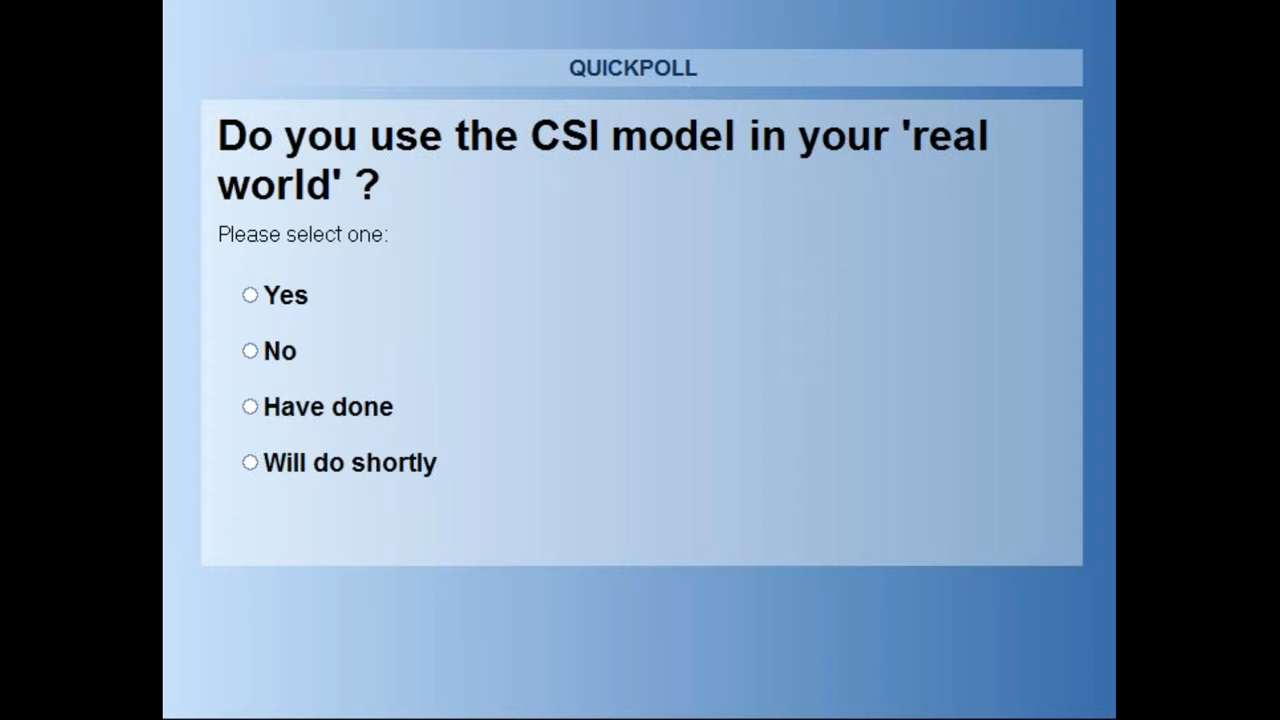 QUICKPOLL
Do you use the CSI model in your 'real
world' ?
Please select one:
Yes
No
Have done
Will do shortly